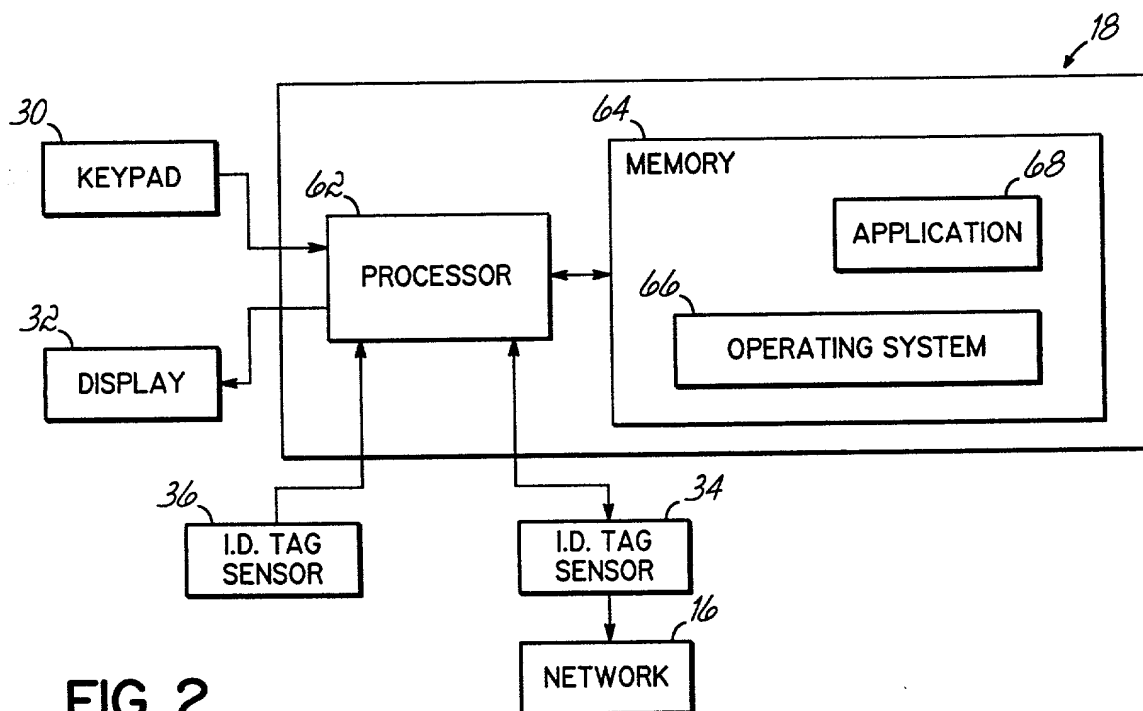 18
30
KEYPAD
62
PROCESSOR
64
MEMORY
68
APPLICATION
66
OPERATING SYSTEM
32
DISPLAY
36
I.D. TAG
SENSOR
34
I.D. TAG
SENSOR
16
NETWORK
FIG. 2